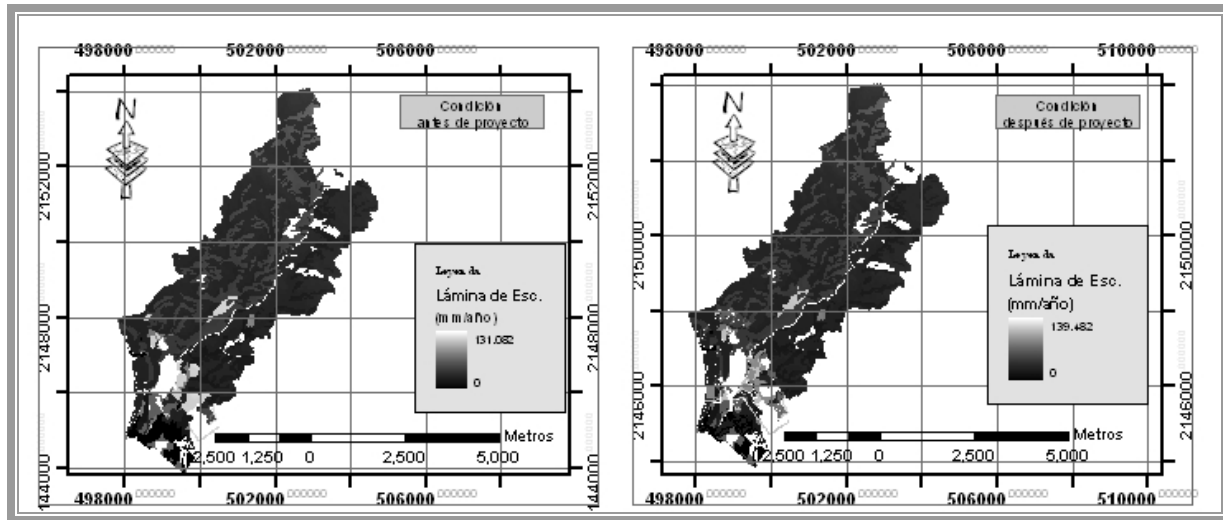 498000 502000 506000
N
Condición
antes de proyecto
2152000
2152000
Leyenda
Lámina de Esc.
(mm/año)
131.082
0
2148000
2148000
Metros
2,500 1,250 0 2,500 5,000
144000
144000
498000 502000 506000
498000 502000 506000 510000
N
Condición
después de proyecto
2150000
2150000
Leyenda
Lámina de Esc.
(mm/año)
139.482
0
2146000
2146000
Metros
2,500 1,250 0 2,500 5,000
498000 502000 506000 510000